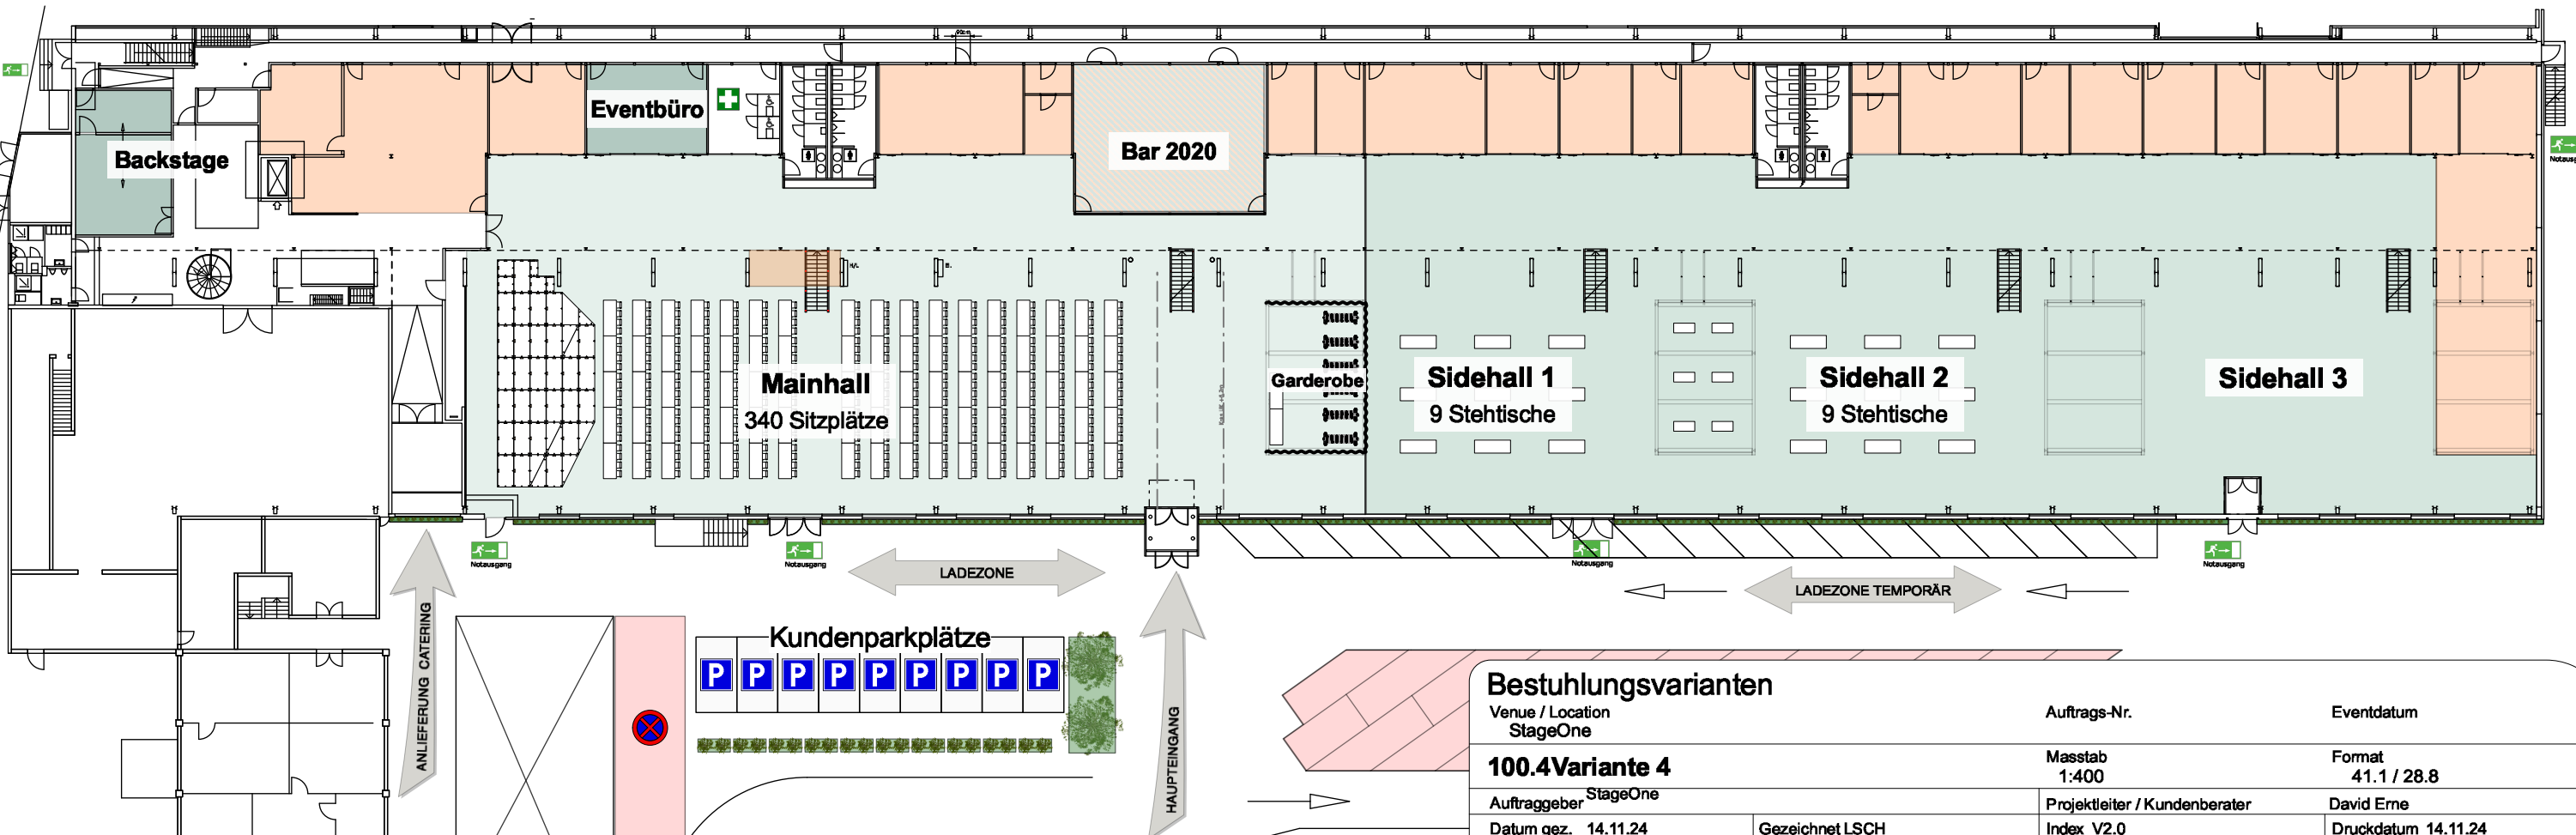 90cm
Eventbüro
Bar 2020
Backstage
Notausgang
Mainhall
340 Sitzplätze
Garderobe
Sidehall 1
9 Stehtische
Sidehall 2
9 Stehtische
Sidehall 3
Notausgang
Notausgang
Notausgang
Notausgang
LADEZONE
LADEZONE TEMPORÄR
ANLIEFERUNG CATERING
HAUPTEINGANG
Kundenparkplätze
P P P P P P P P P
Bestuhlungsvarianten
Venue / Location
StageOne
Auftrags-Nr.
Eventdatum
100.4Variante 4
Masstab
1:400
Format
41.1 / 28.8
Auftraggeber StageOne
Projektleiter / Kundenberater
David Erne
Datum gez. 14.11.24
Gezeichnet LSCH
Index V2.0
Druckdatum 14.11.24